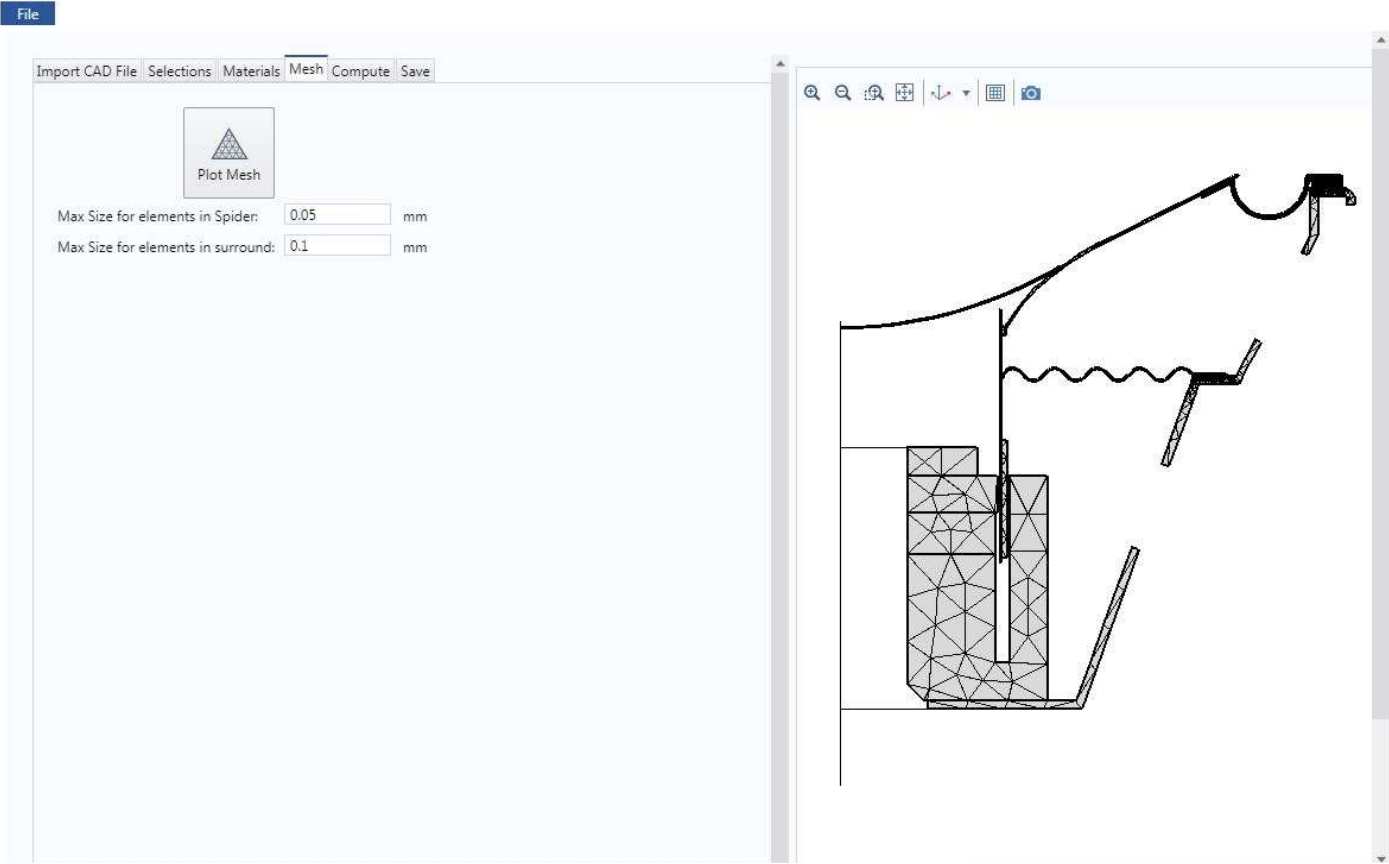 File
Import CAD File Selections Materials Mesh Compute Save
Plot Mesh
Max Size for elements in Spider: 0.05 mm
Max Size for elements in surround: 0.1 mm